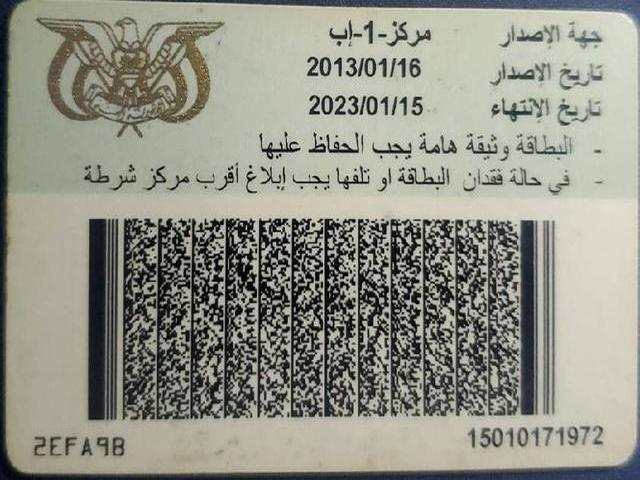 جهة الإصدار مركز-1-إب
تاريخ الإصدار 2013/01/16
تاريخ الإنتهاء 2023/01/15
- البطاقة وثيقة هامة يجب الحفاظ عليها
- في حالة فقدان البطاقة او تلفها يجب إبلاغ أقرب مركز شرطة
15010171972